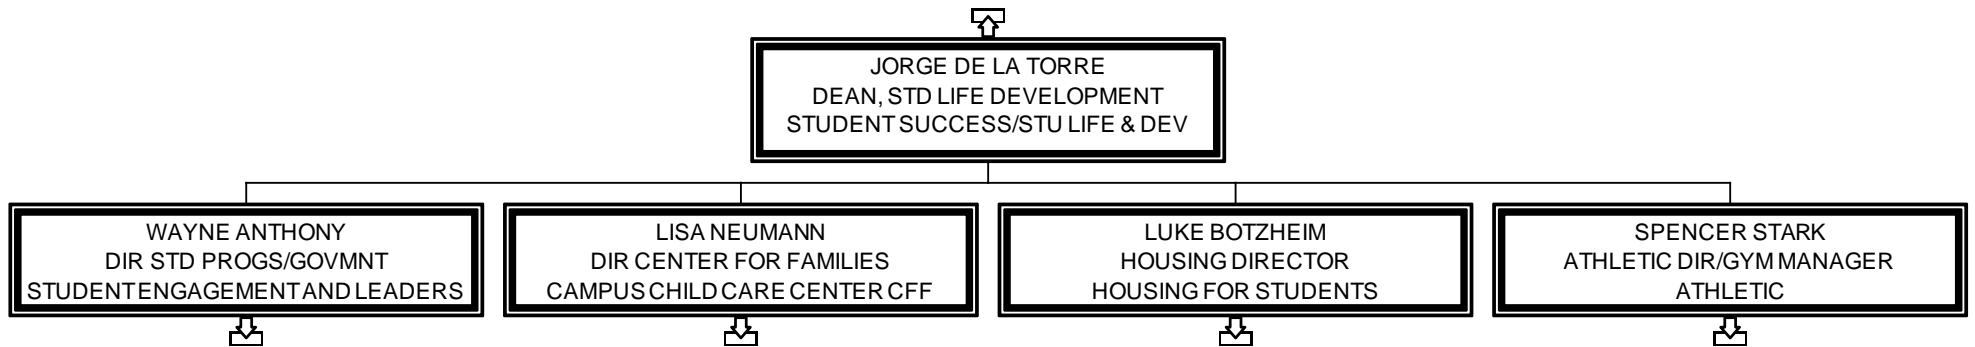 JORGE DE LA TORRE
DEAN, STD LIFE DEVELOPMENT
STUDENT SUCCESS/STU LIFE & DEV
WAYNE ANTHONY
DIR STD PROGS/GOVMNT
STUDENT ENGAGEMENT AND LEADERS
LISA NEUMANN
DIR CENTER FOR FAMILIES
CAMPUS CHILD CARE CENTER CFF
LUKE BOTZHEIM
HOUSING DIRECTOR
HOUSING FOR STUDENTS
SPENCER STARK
ATHLETIC DIR/GYM MANAGER
ATHLETIC